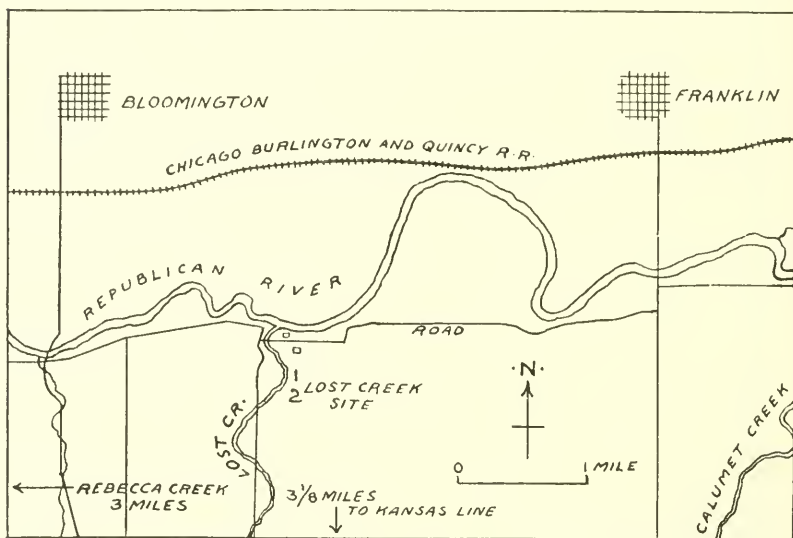 BLOOMINGTON
FRANKLIN
CHICAGO BURLINGTON AND QUINCY R.R.
REPUBLICAN RIVER
ROAD
·N·
1
2
LOST CREEK
SITE
LOST CR.
0 1 MILE
CALUMET CREEK
REBECCA CREEK
3 MILES
3 1/8 MILES
TO KANSAS LINE